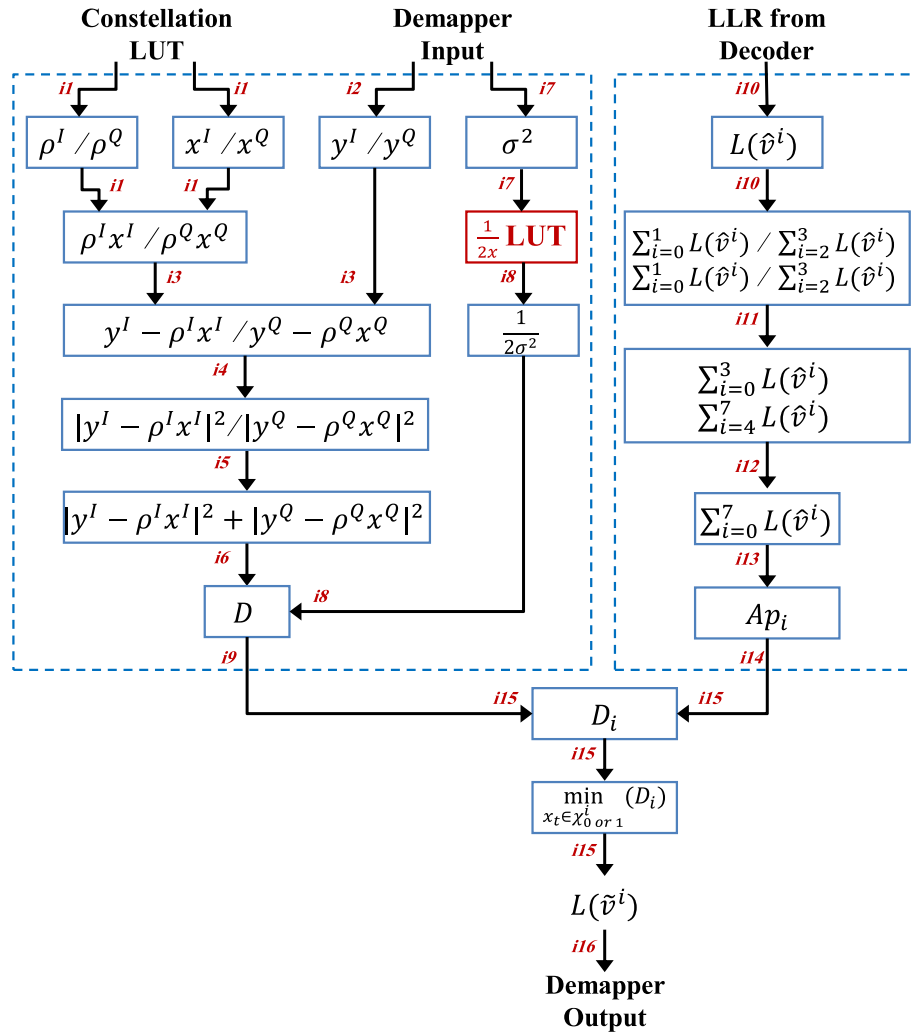 Constellation
LUT
Demapper
Input
LLR from
Decoder
i1
i1
i2
i7
i10
ρ^I / ρ^Q
x^I / x^Q
y^I / y^Q
σ^2
L(v̂^i)
i1
i1
i7
i10
ρ^I x^I / ρ^Q x^Q
1/2x LUT
∑_{i=0}^1 L(v̂^i) / ∑_{i=2}^3 L(v̂^i)
∑_{i=0}^1 L(v̂^i) / ∑_{i=2}^3 L(v̂^i)
i3
i3
i8
i11
y^I − ρ^I x^I / y^Q − ρ^Q x^Q
1/2σ^2
i4
∑_{i=0}^3 L(v̂^i)
∑_{i=4}^7 L(v̂^i)
|y^I − ρ^I x^I|^2 / |y^Q − ρ^Q x^Q|^2
i5
i12
|y^I − ρ^I x^I|^2 + |y^Q − ρ^Q x^Q|^2
∑_{i=0}^7 L(v̂^i)
i6
i13
D
i8
Ap_i
i9
i14
i15
i15
D_i
i15
min_{x_t∈χ^i_{0 or 1}} (D_i)
i15
L(ṽ^i)
i16
Demapper
Output